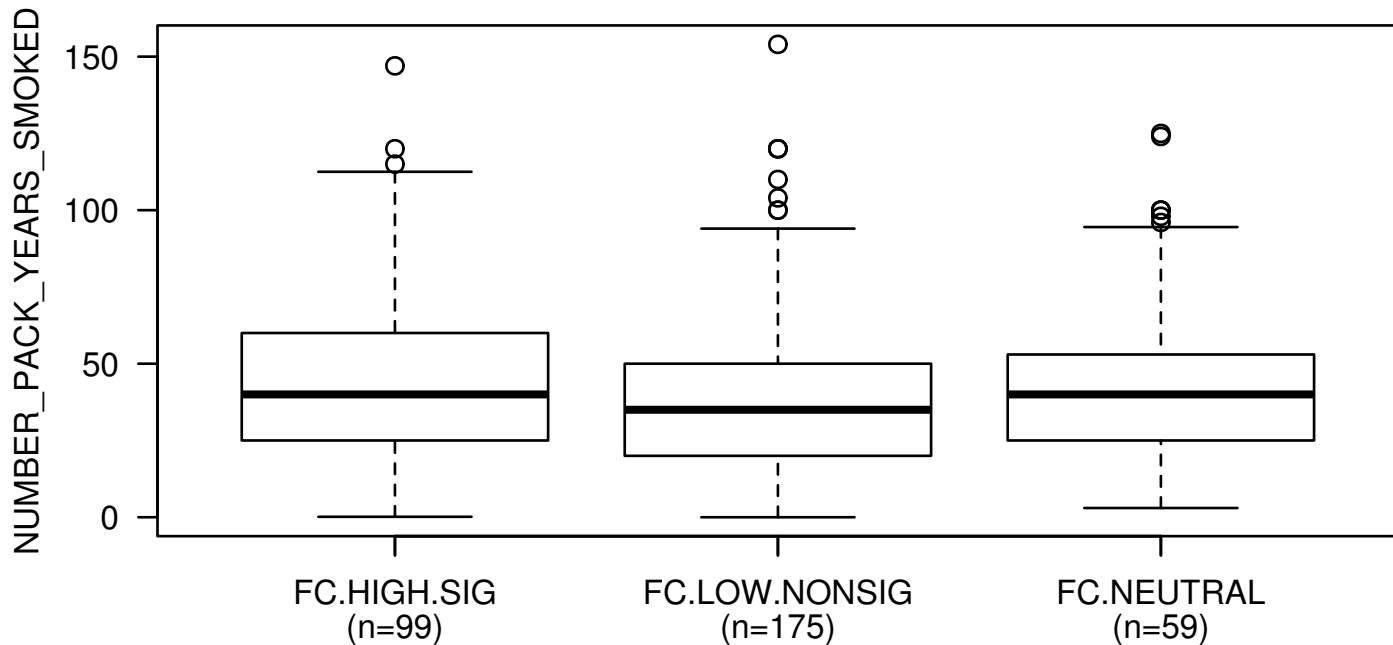 NUMBER_PACK_YEARS_SMOKED
150
100
50
0
FC.HIGH.SIG
(n=99)
FC.LOW.NONSIG
(n=175)
FC.NEUTRAL
(n=59)